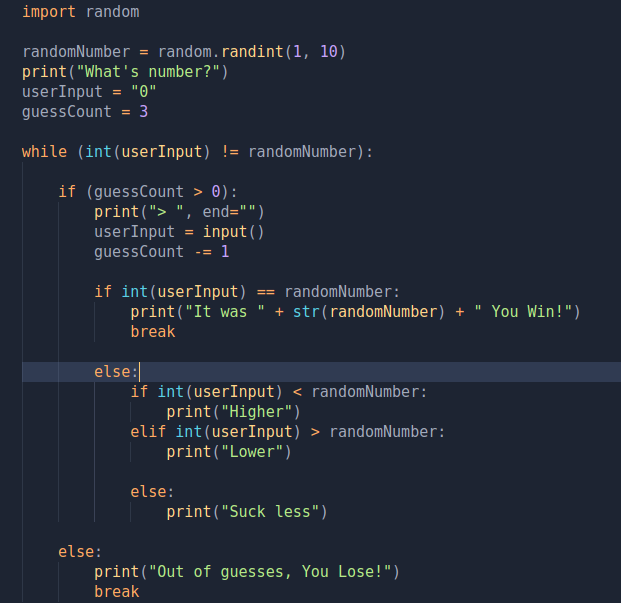 import random
randomNumber = random.randint(1, 10)
print("What's number?")
userInput = "0"
guessCount = 3
while (int(userInput) != randomNumber):
if (guessCount > 0):
print("> ", end="")
userInput = input()
guessCount -= 1
if int(userInput) == randomNumber:
print("It was " + str(randomNumber) + " You Win!")
break
else:
if int(userInput) < randomNumber:
print("Higher")
elif int(userInput) > randomNumber:
print("Lower")
else:
print("Suck less")
else:
print("Out of guesses, You Lose!")
break